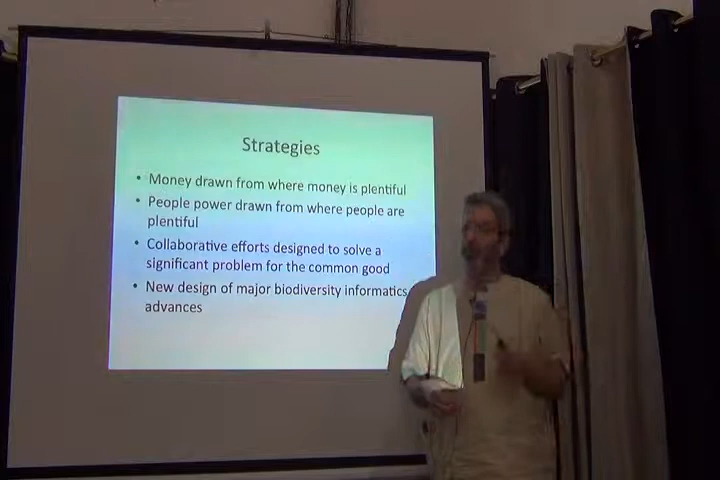 Strategies
• Money drawn from where money is plentiful
• People power drawn from where people are
plentiful
• Collaborative efforts designed to solve a
significant problem for the common good
• New design of major biodiversity informatics
advances